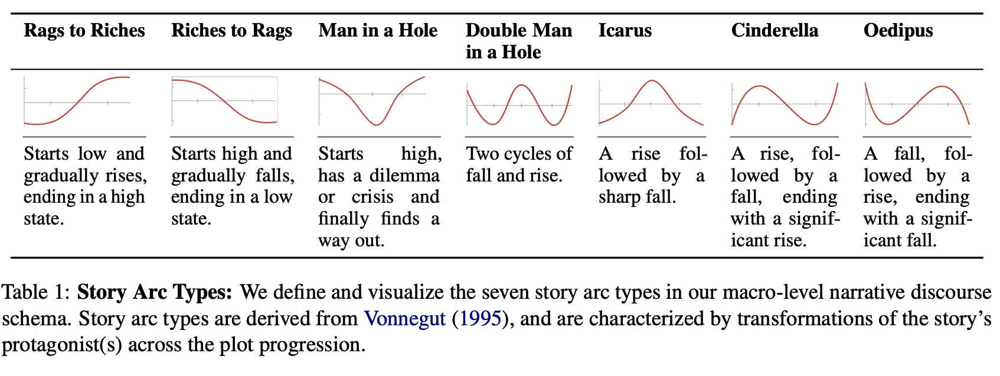 Rags to Riches
Riches to Rags
Man in a Hole
Double Man
in a Hole
Icarus
Cinderella
Oedipus
Starts low and
gradually rises,
ending in a high
state.
Starts high and
gradually falls,
ending in a low
state.
Starts high,
has a dilemma
or crisis and
finally finds a
way out.
Two cycles of
fall and rise.
A rise fol-
lowed by a
sharp fall.
A rise, fol-
lowed by a
fall, ending
with a signif-
icant rise.
A fall, fol-
lowed by a
rise, ending
with a signif-
icant fall.
Table 1: Story Arc Types: We define and visualize the seven story arc types in our macro-level narrative discourse
schema. Story arc types are derived from Vonnegut (1995), and are characterized by transformations of the story’s
protagonist(s) across the plot progression.